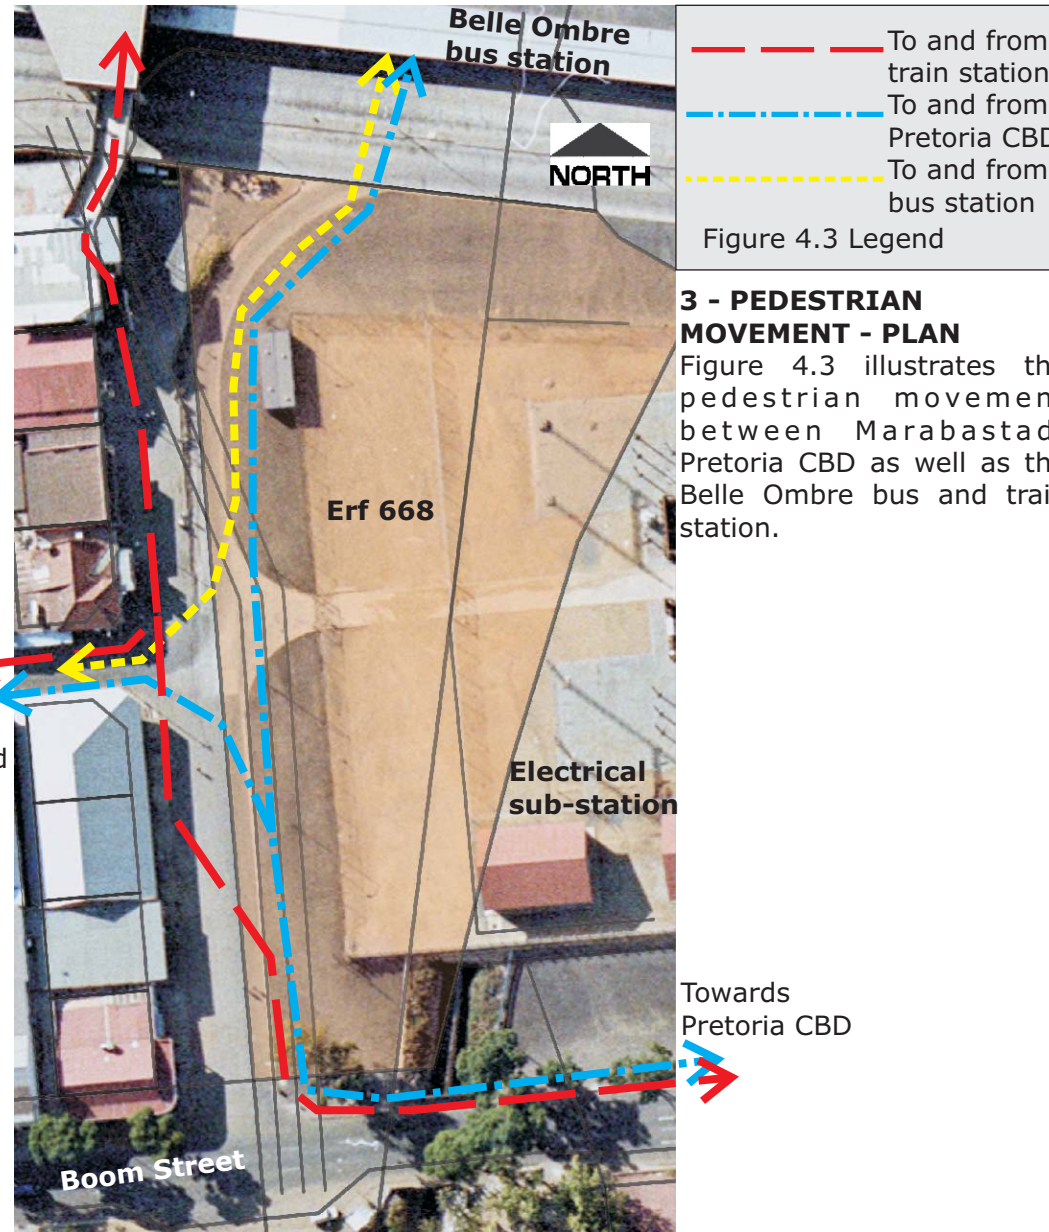 Belle Ombre
bus station
NORTH
To and from
train station
To and from
Pretoria CBD
To and from
bus station
Figure 4.3 Legend
3 - PEDESTRIAN
MOVEMENT - PLAN
Figure 4.3 illustrates th
pedestrian movemen
between Marabastad
Pretoria CBD as well as th
Belle Ombre bus and trai
station.
Erf 668
d
Electrical
sub-station
Towards
Pretoria CBD
Boom Street